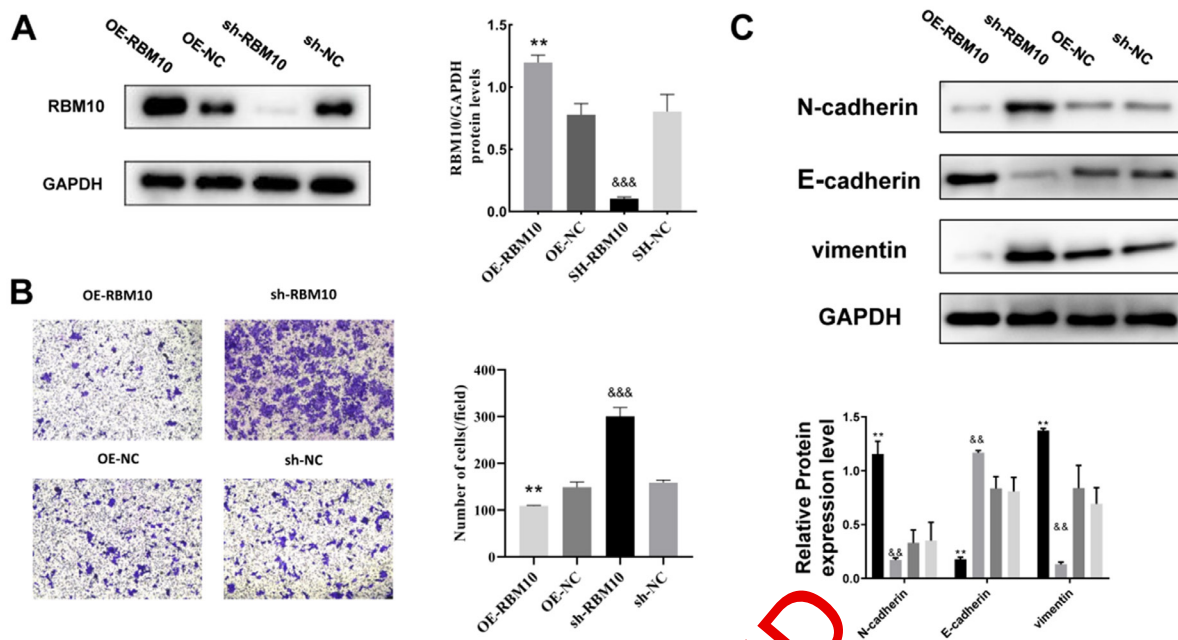 A
OE-RBM10
OE-NC
sh-RBM10
sh-NC
RBM10
GAPDH
RBM10/GAPDH
protein levels
1.5
1.0
0.5
0.0
**
&&&
OE-RBM10
OE-NC
SH-RBM10
SH-NC
B
OE-RBM10
sh-RBM10
OE-NC
sh-NC
Number of cells(/field)
400
300
200
100
0
**
&&&
OE-RBM10
OE-NC
sh-RBM10
sh-NC
C
OE-RBM10
sh-RBM10
OE-NC
sh-NC
N-cadherin
E-cadherin
vimentin
GAPDH
Relative Protein
expression level
1.5
1.0
0.5
0.0
**
&&
**
&&
**
&&
N-cadherin
E-cadherin
vimentin
D